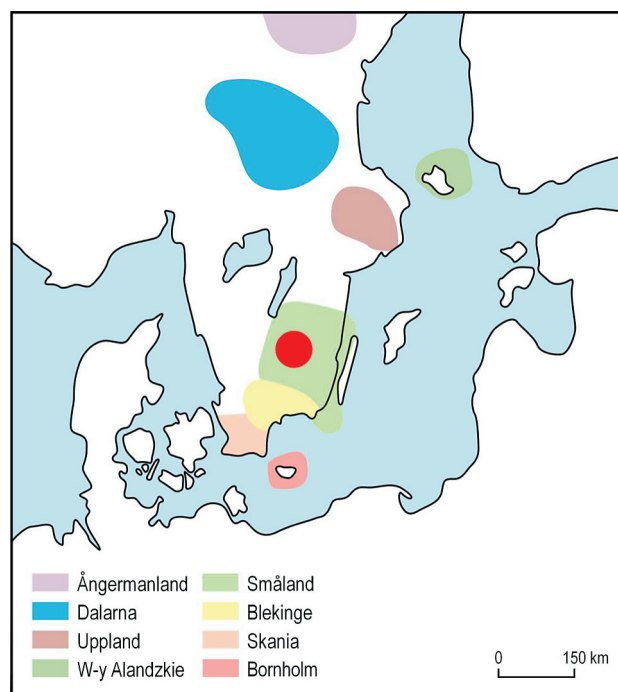 Ångermanland
Dalarna
Uppland
W-y Alandzkie
Småland
Blekinge
Skania
Bornholm
0 150 km